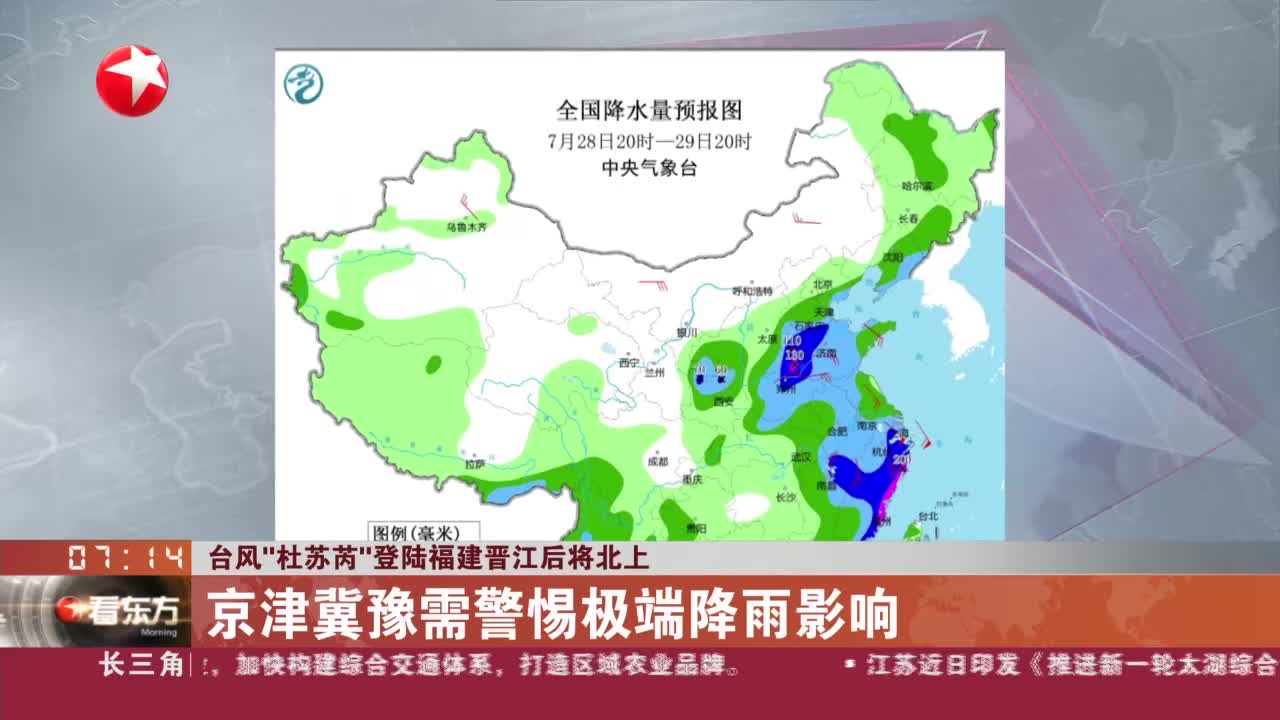 全国降水量预报图
7月28日20时—29日20时
中央气象台
哈尔滨
长春
乌鲁木齐
沈阳
北京
呼和浩特
天津
银川
石家庄
太原
110
180
济南
西宁
兰州
70 60
郑州
西安
南京
合肥
杭州
200
武汉
拉萨
成都
重庆
南昌
长沙
台北
贵阳
图例(毫米)
07:14
台风"杜苏芮"登陆福建晋江后将北上
看东方
Morning
京津冀豫需警惕极端降雨影响
长三角
，加快构建综合交通体系，打造区域农业品牌。
江苏近日印发《推进新一轮太湖综合